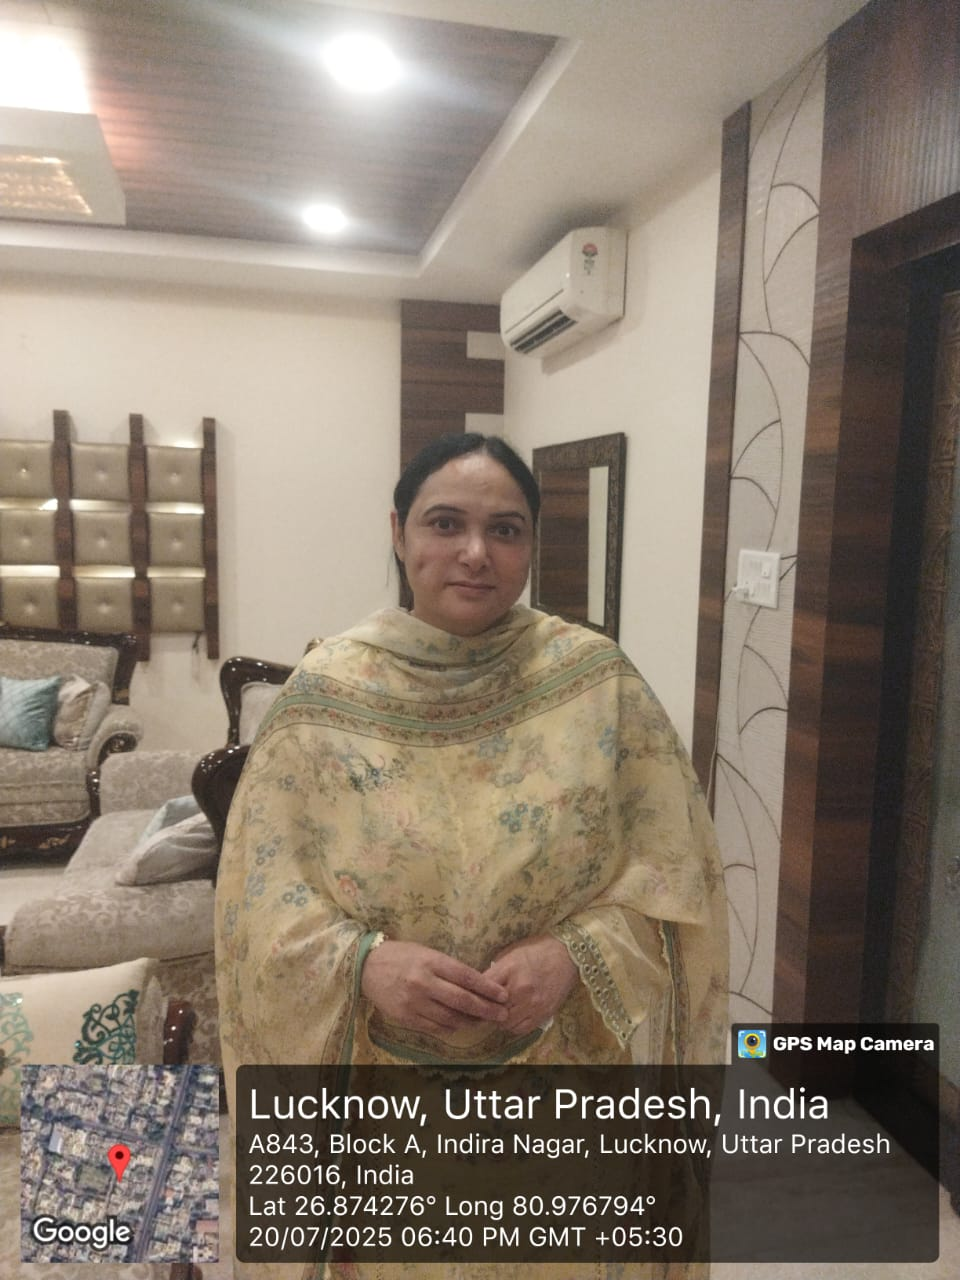 GPS Map Camera
Lucknow, Uttar Pradesh, India
A843, Block A, Indira Nagar, Lucknow, Uttar Pradesh
226016, India
Lat 26.874276° Long 80.976794°
20/07/2025 06:40 PM GMT +05:30
Google